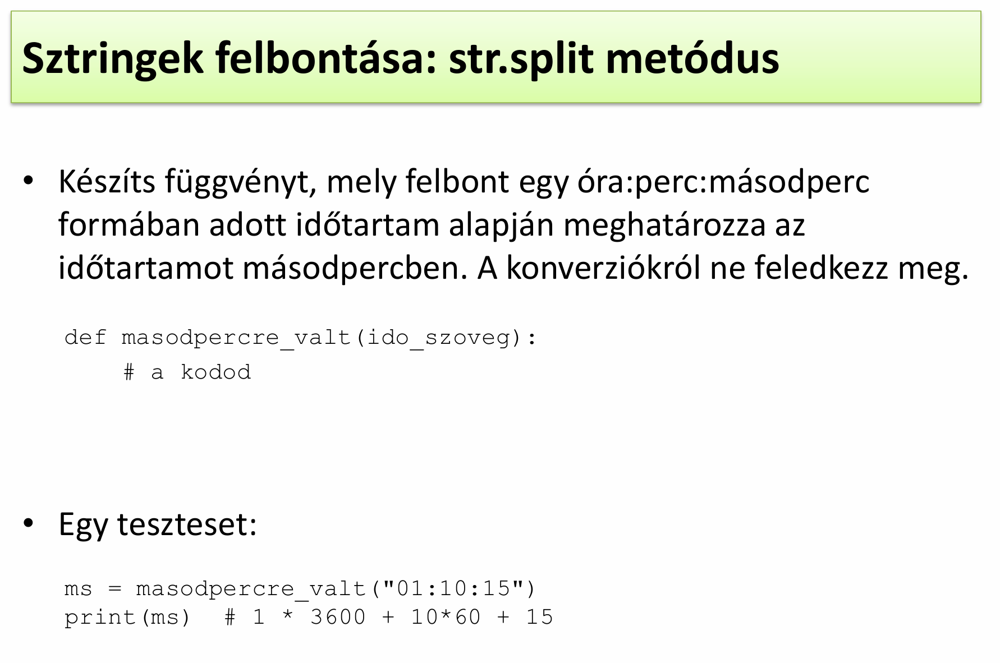 Sztringek felbontása: str.split metódus
• Készíts függvényt, mely felbont egy óra:perc:másodperc
formában adott időtartam alapján meghatározza az
időtartamot másodpercben. A konverziókról ne feledkezz meg.
def masodpercre_valt(ido_szoveg):
    # a kodod
• Egy teszteset:
ms = masodpercre_valt("01:10:15")
print(ms)  # 1 * 3600 + 10*60 + 15